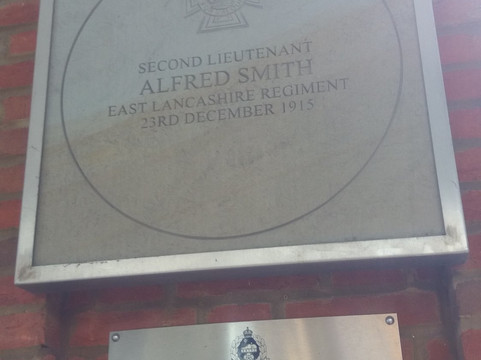 SECOND LIEUTENANT
ALFRED SMITH
EAST LANCASHIRE REGIMENT
23RD DECEMBER 1915